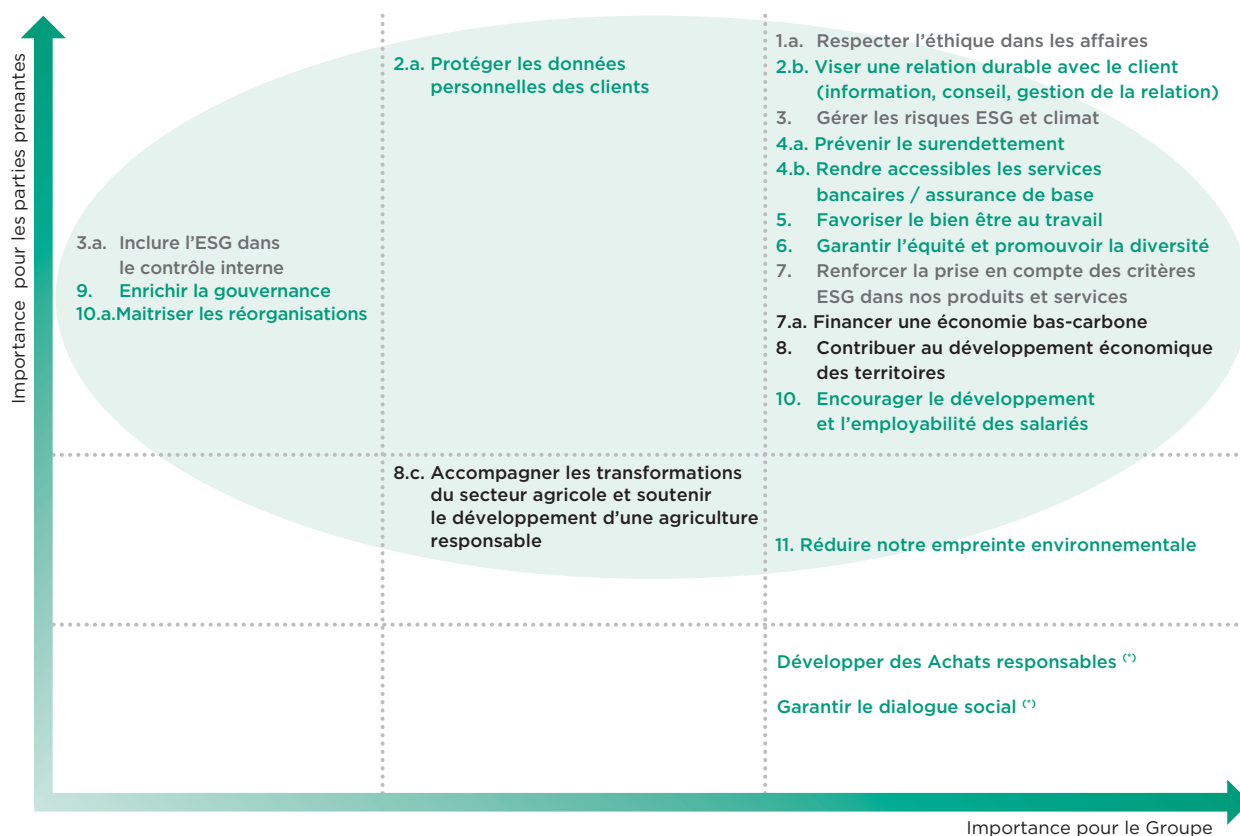 Importance pour les parties prenantes
2.a. Protéger les données
personnelles des clients
1.a. Respecter l’éthique dans les affaires
2.b. Viser une relation durable avec le client
(information, conseil, gestion de la relation)
3. Gérer les risques ESG et climat
4.a. Prévenir le surendettement
4.b. Rendre accessibles les services
bancaires / assurance de base
5. Favoriser le bien être au travail
6. Garantir l’équité et promouvoir la diversité
7. Renforcer la prise en compte des critères
ESG dans nos produits et services
7.a. Financer une économie bas-carbone
8. Contribuer au développement économique
des territoires
10. Encourager le développement
et l’employabilité des salariés
3.a. Inclure l’ESG dans
le contrôle interne
9. Enrichir la gouvernance
10.a.Maitriser les réorganisations
8.c. Accompagner les transformations
du secteur agricole et soutenir
le développement d’une agriculture
responsable
11. Réduire notre empreinte environnementale
Développer des Achats responsables (*)
Garantir le dialogue social (*)
Importance pour le Groupe